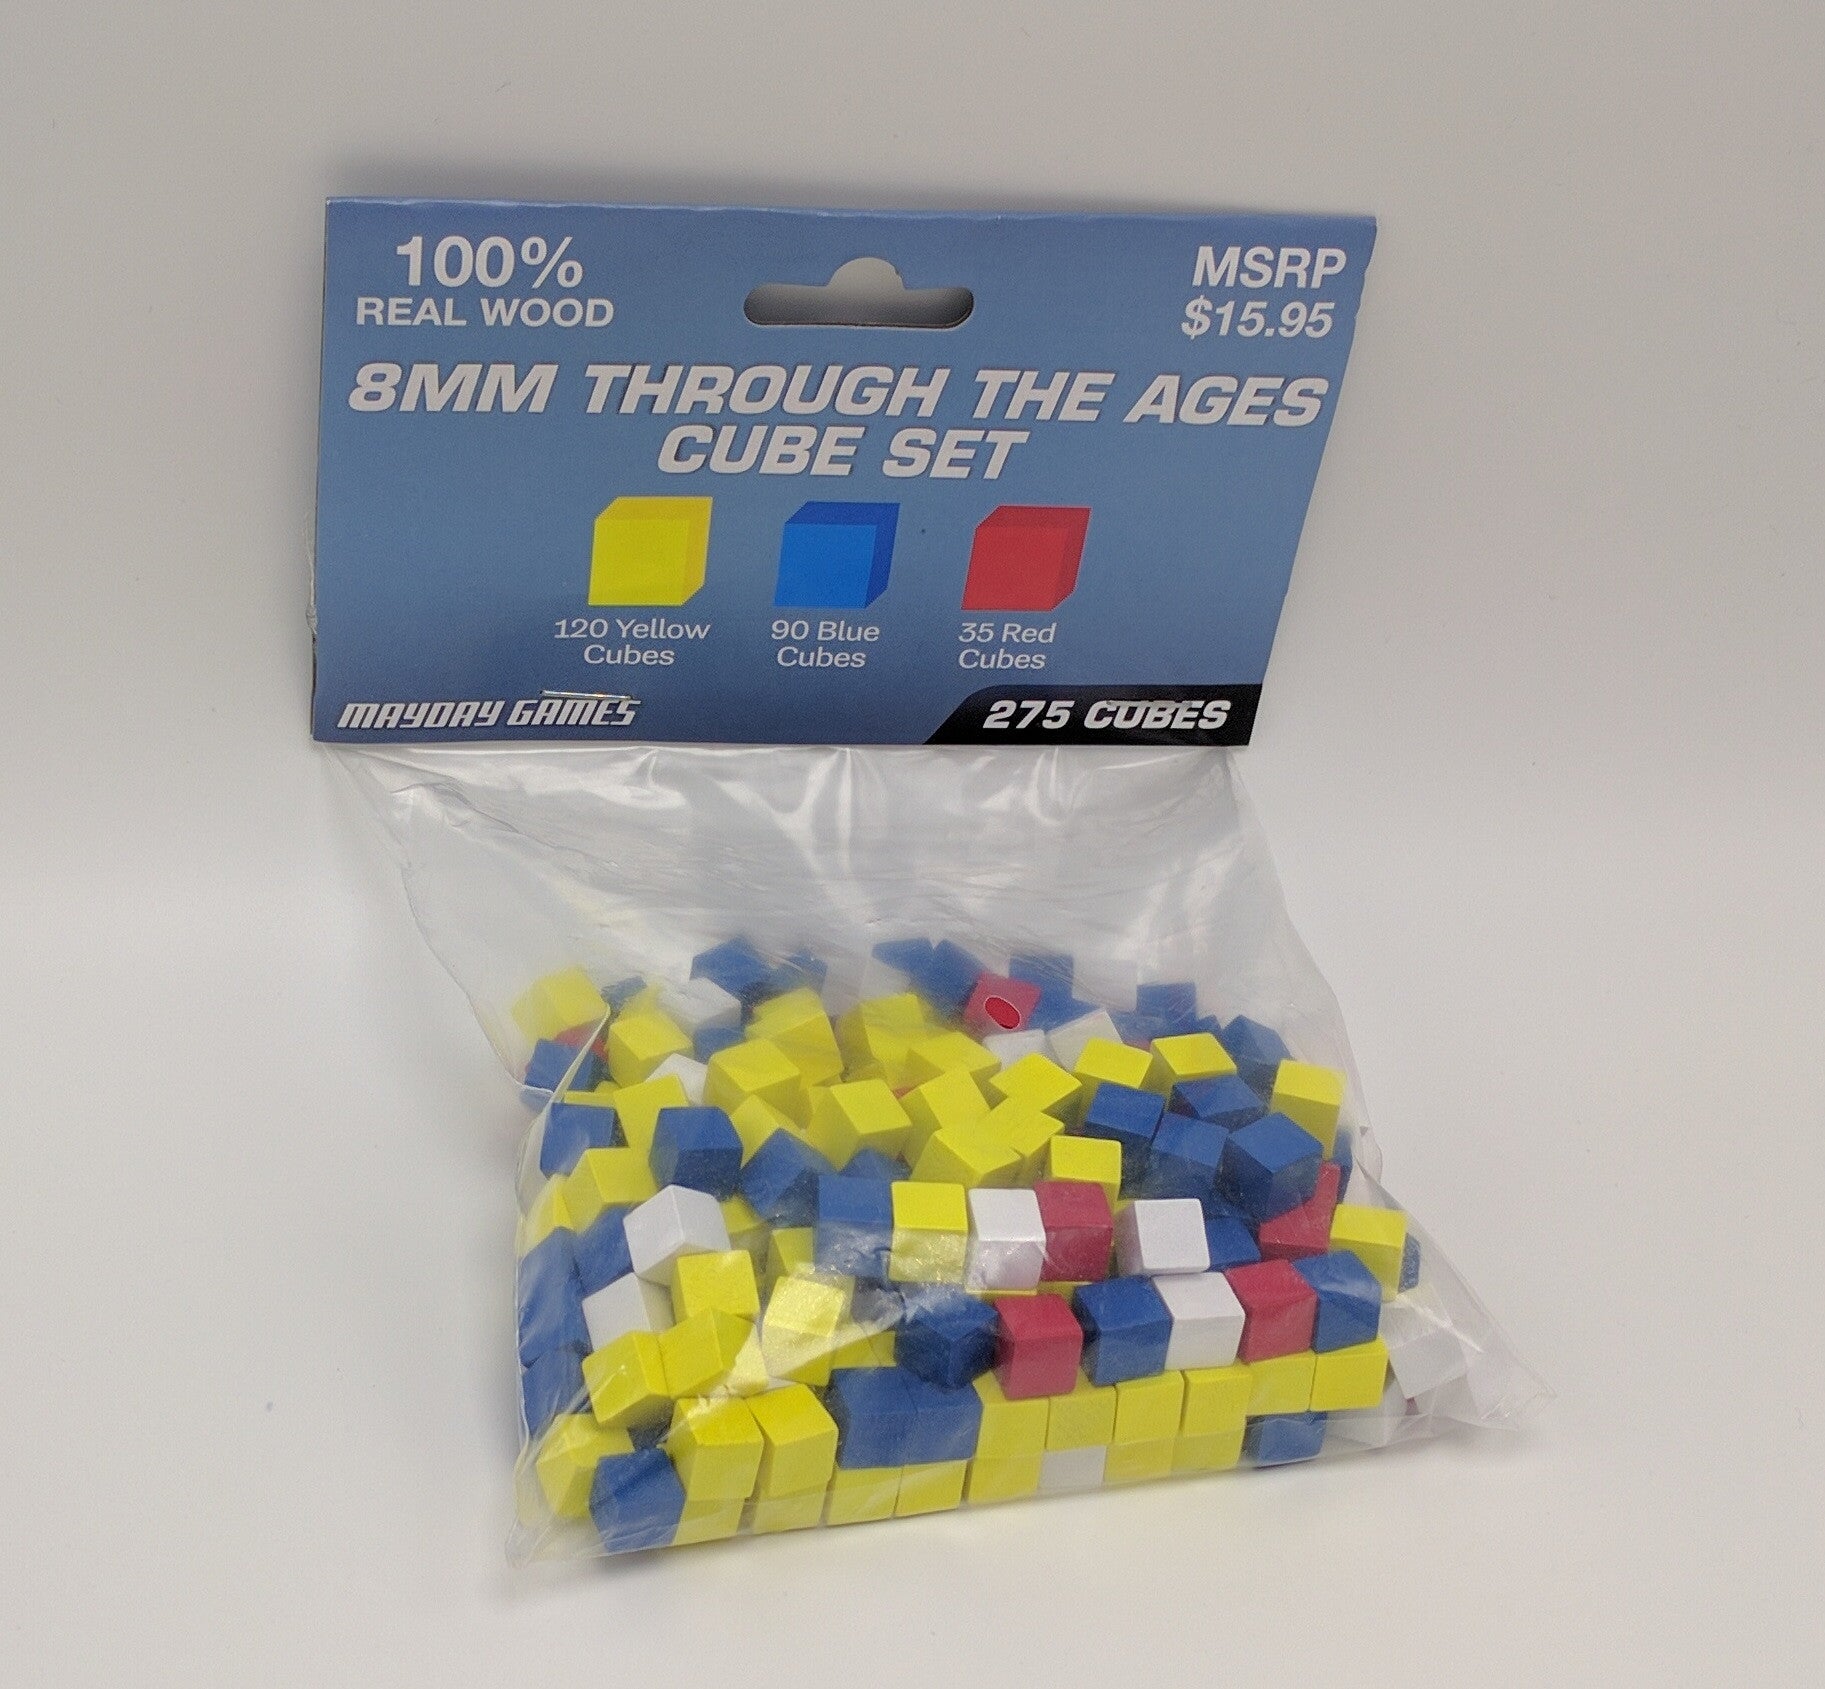 100%
REAL WOOD
MSRP
$15.95
8MM THROUGH THE AGES
CUBE SET
120 Yellow
Cubes
90 Blue
Cubes
35 Red
Cubes
MAYDAY GAMES
275 CUBES